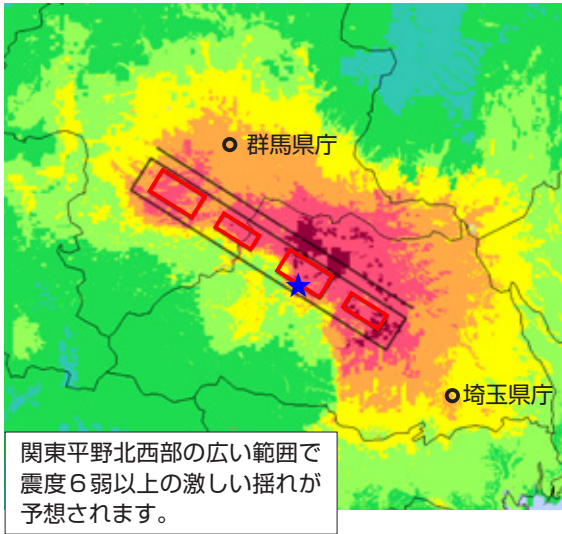 群馬県庁
埼玉県庁
関東平野北西部の広い範囲で
震度６弱以上の激しい揺れが
予想されます。